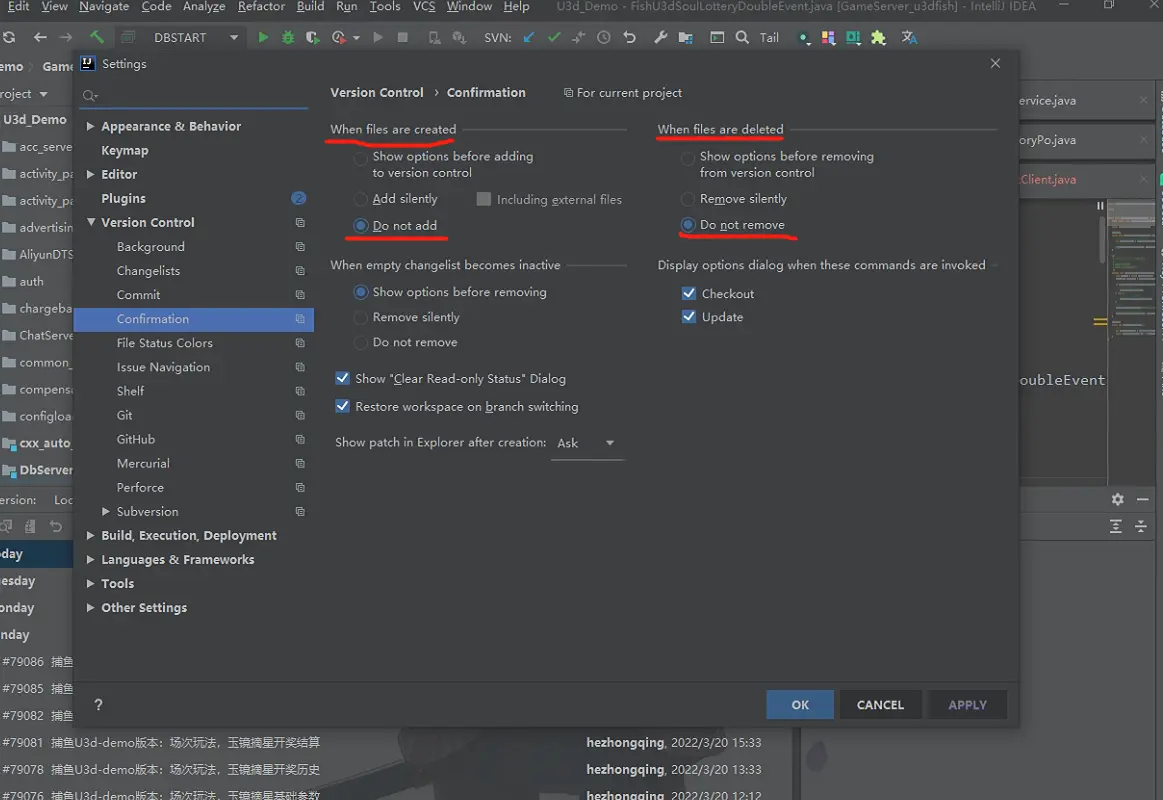 Edit View Navigate Code Analyze Refactor Build Run Tools VCS Window Help U3d_Demo - FishU3dSoulLotteryDoubleEvent.java [GameServer_u3dfish] - IntelliJ IDEA
DBSTART SVN: Tail
emo Game
Settings
roject
U3d_Demo
acc_serve
activity_pa
activity_pa
advertisin
AliyunDTS
auth
chargeba
ChatServe
common_
compensa
configloa
cxx_auto_
DbServer
ersion: Loc
oday
uesday
onday
nday
Appearance & Behavior
Keymap
Editor
Plugins 2
Version Control
Background
Changelists
Commit
Confirmation
File Status Colors
Issue Navigation
Shelf
Git
GitHub
Mercurial
Perforce
Subversion
Build, Execution, Deployment
Languages & Frameworks
Tools
Other Settings
Version Control › Confirmation For current project
When files are created
Show options before adding
to version control
Add silently Including external files
Do not add
When files are deleted
Show options before removing
from version control
Remove silently
Do not remove
When empty changelist becomes inactive
Show options before removing
Remove silently
Do not remove
Display options dialog when these commands are invoked
Checkout
Update
Show "Clear Read-only Status" Dialog
Restore workspace on branch switching
Show patch in Explorer after creation: Ask
ervice.java
oryPo.java
Client.java
oubleEvent
? OK CANCEL APPLY
#79086 捕鱼
#79085 捕鱼
#79082 捕鱼
#79081 捕鱼U3d-demo版本：场次玩法，玉镜摘星开奖结算 hezhongqing, 2022/3/20 15:33
#79078 捕鱼U3d-demo版本：场次玩法，玉镜摘星开奖历史 hezhongqing, 2022/3/20 13:33
#79076 捕鱼U3d-demo版本：场次玩法，玉镜摘星基础参数 hezhongqing, 2022/3/20 12:12